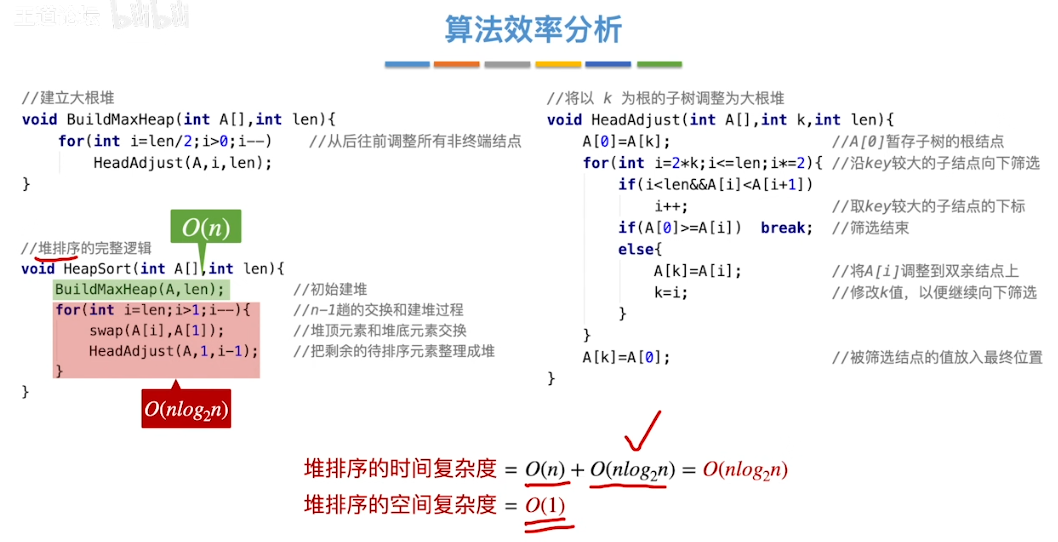 王道论坛 bilibili
算法效率分析
//建立大根堆
void BuildMaxHeap(int A[],int len){
for(int i=len/2;i>0;i--) //从后往前调整所有非终端结点
HeadAdjust(A,i,len);
}
O(n)
//堆排序的完整逻辑
void HeapSort(int A[],int len){
BuildMaxHeap(A,len); //初始建堆
for(int i=len;i>1;i--){ //n-1趟的交换和建堆过程
swap(A[i],A[1]); //堆顶元素和堆底元素交换
HeadAdjust(A,1,i-1); //把剩余的待排序元素整理成堆
}
}
O(nlog₂n)
//将以 k 为根的子树调整为大根堆
void HeadAdjust(int A[],int k,int len){
A[0]=A[k]; //A[0]暂存子树的根结点
for(int i=2*k;i<=len;i*=2){ //沿key较大的子结点向下筛选
if(i<len&&A[i]<A[i+1])
i++; //取key较大的子结点的下标
if(A[0]>=A[i]) break; //筛选结束
else{
A[k]=A[i]; //将A[i]调整到双亲结点上
k=i; //修改k值，以便继续向下筛选
}
}
A[k]=A[0]; //被筛选结点的值放入最终位置
}
堆排序的时间复杂度 = O(n) + O(nlog₂n) = O(nlog₂n)
堆排序的空间复杂度 = O(1)